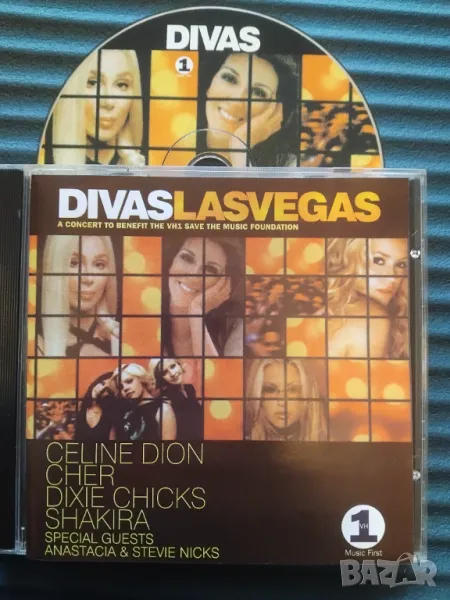 DIVAS
1
DIVASLASVEGAS
A CONCERT TO BENEFIT THE VH1 SAVE THE MUSIC FOUNDATION
CELINE DION
CHER
DIXIE CHICKS
SHAKIRA
SPECIAL GUESTS
ANASTACIA & STEVIE NICKS
VH1
Music First
BAZAR